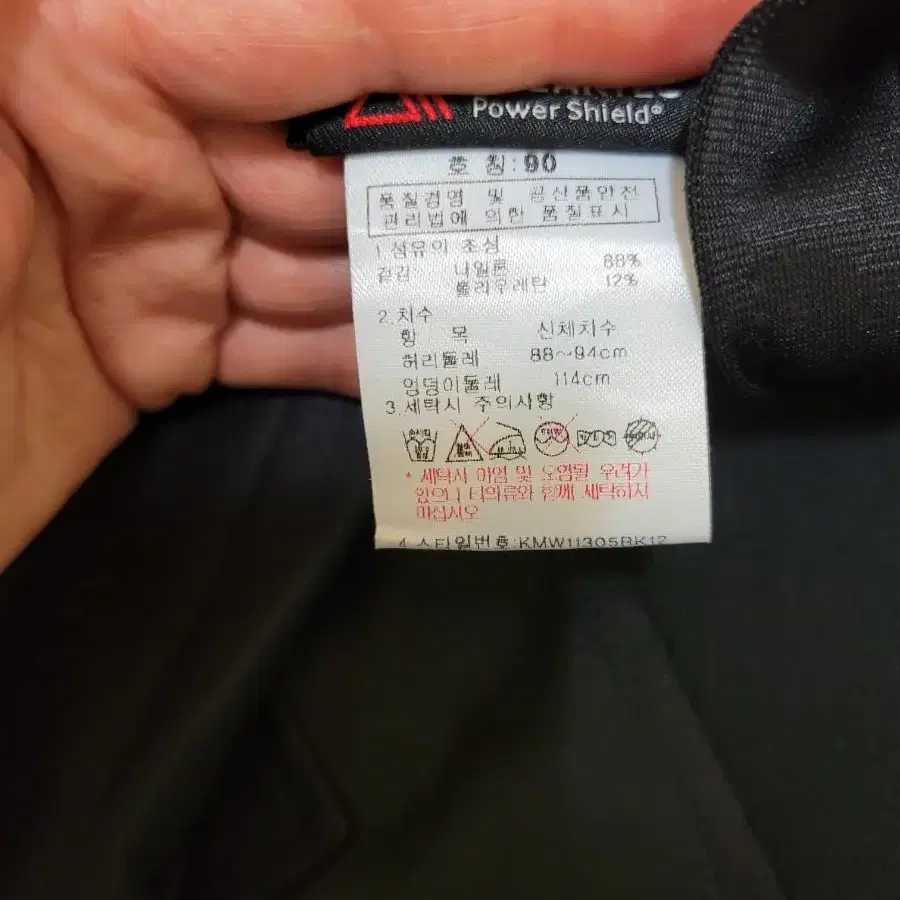 Power Shield®
호 칭: 90
품질경영 및 공산품안전
관리법에 의한 품질표시
1.섬유의 조성
겉감 나일론 88%
폴리우레탄 12%
2.치수
항 목 신체치수
허리둘레 88~94cm
엉덩이둘레 114cm
3.세탁시 주의사항
* 세탁시 이염 및 오염될 우려가
있으니 타의류와 함께 세탁하지
마십시오
4.스타일번호:KMW11305BK12